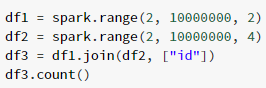 df1 = spark.range(2, 10000000, 2)
df2 = spark.range(2, 10000000, 4)
df3 = df1.join(df2, ["id"])
df3.count()